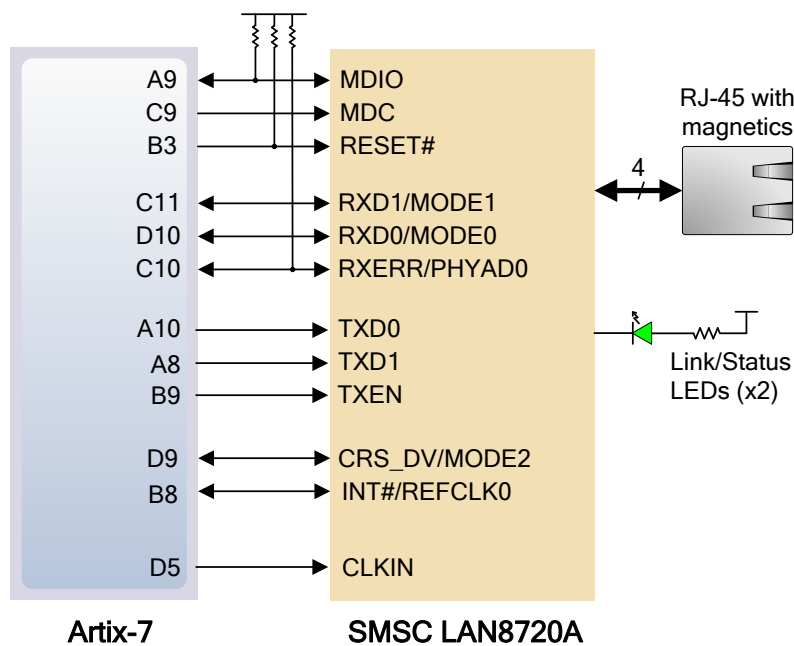 A9 MDIO
C9 MDC
B3 RESET#
C11 RXD1/MODE1
D10 RXD0/MODE0
C10 RXERR/PHYAD0
A10 TXD0
A8 TXD1
B9 TXEN
D9 CRS_DV/MODE2
B8 INT#/REFCLK0
D5 CLKIN
RJ-45 with
magnetics
4
Link/Status
LEDs (x2)
Artix-7
SMSC LAN8720A